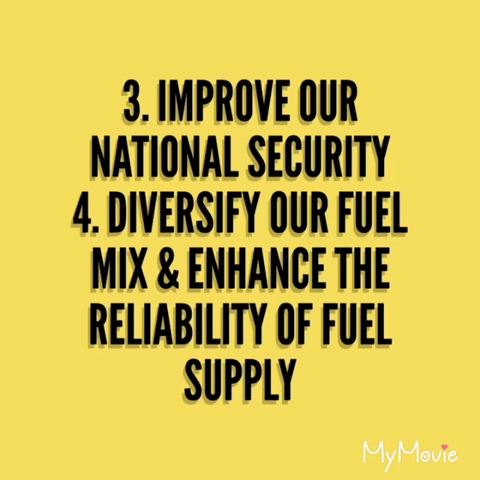 3. IMPROVE OUR
NATIONAL SECURITY
4. DIVERSIFY OUR FUEL
MIX & ENHANCE THE
RELIABILITY OF FUEL
SUPPLY
MyMovie